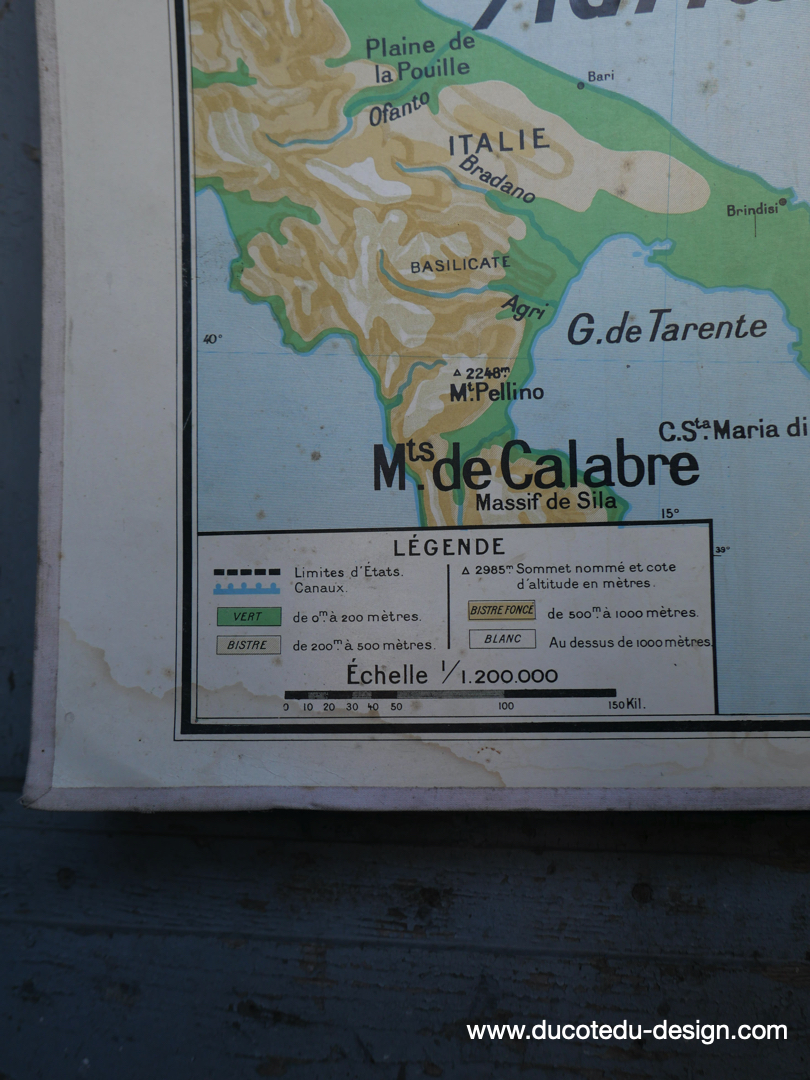 Plaine de
la Pouille
Bari
Ofanto
ITALIE
Bradano
Brindisi
BASILICATE
Agri
G. de Tarente
40°
▵ 2248m
Mt. Pellino
C. Sta. Maria di
Mts. de Calabre
Massif de Sila
15°
39°
LÉGENDE
Limites d'États.
Canaux.
VERT de 0m. à 200 mètres.
BISTRE de 200m. à 500 mètres.
▵ 2985m Sommet nommé et cote
d'altitude en mètres.
BISTRE FONCÉ de 500m. à 1000 mètres.
BLANC Au dessus de 1000 mètres.
Échelle 1/1.200.000
0 10 20 30 40 50 100 150 Kil.
www.ducotedu-design.com